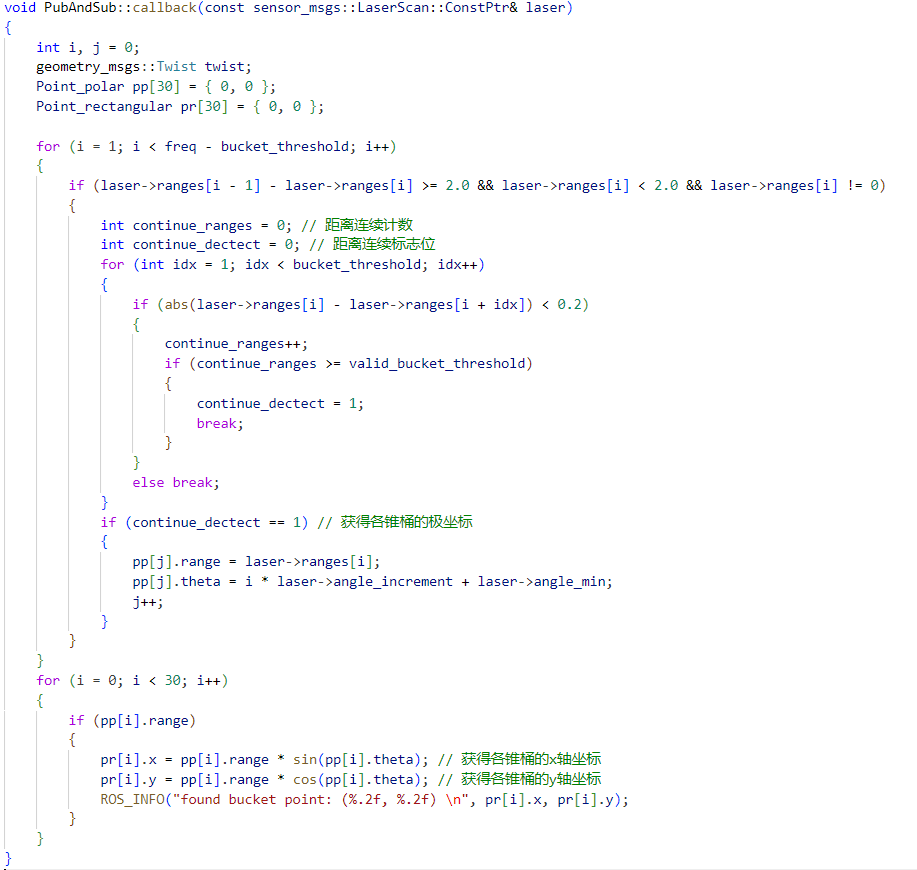 void PubAndSub::callback(const sensor_msgs::LaserScan::ConstPtr& laser)
{
    int i, j = 0;
    geometry_msgs::Twist twist;
    Point_polar pp[30] = { 0, 0 };
    Point_rectangular pr[30] = { 0, 0 };

    for (i = 1; i < freq - bucket_threshold; i++)
    {
        if (laser->ranges[i - 1] - laser->ranges[i] >= 2.0 && laser->ranges[i] < 2.0 && laser->ranges[i] != 0)
        {
            int continue_ranges = 0; // 距离连续计数
            int continue_dectect = 0; // 距离连续标志位
            for (int idx = 1; idx < bucket_threshold; idx++)
            {
                if (abs(laser->ranges[i] - laser->ranges[i + idx]) < 0.2)
                {
                    continue_ranges++;
                    if (continue_ranges >= valid_bucket_threshold)
                    {
                        continue_dectect = 1;
                        break;
                    }
                }
                else break;
            }
            if (continue_dectect == 1) // 获得各锥桶的极坐标
            {
                pp[j].range = laser->ranges[i];
                pp[j].theta = i * laser->angle_increment + laser->angle_min;
                j++;
            }
        }
    }
    for (i = 0; i < 30; i++)
    {
        if (pp[i].range)
        {
            pr[i].x = pp[i].range * sin(pp[i].theta); // 获得各锥桶的x轴坐标
            pr[i].y = pp[i].range * cos(pp[i].theta); // 获得各锥桶的y轴坐标
            ROS_INFO("found bucket point: (%.2f, %.2f) \n", pr[i].x, pr[i].y);
        }
    }
}